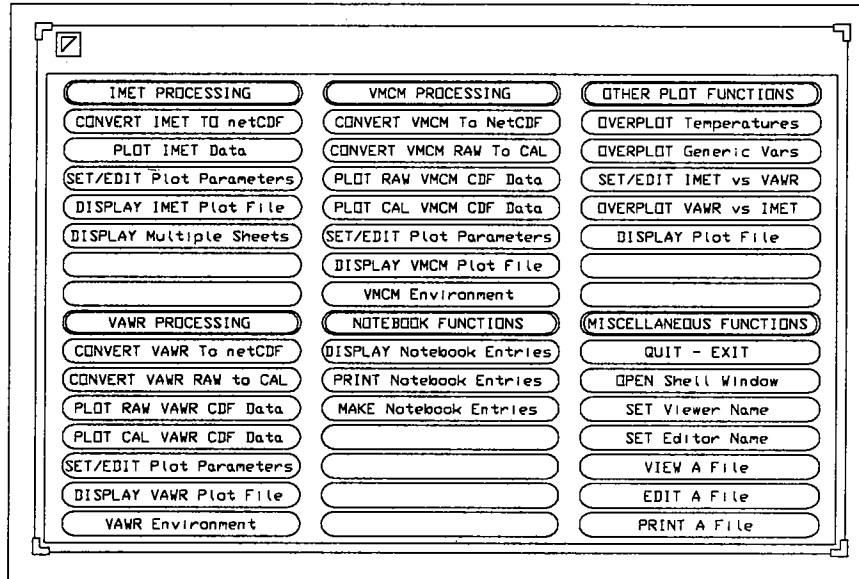 IMET PROCESSING
CONVERT IMET TO netCDF
PLOT IMET Data
SET/EDIT Plot Parameters
DISPLAY IMET Plot File
DISPLAY Multiple Sheets
VAWR PROCESSING
CONVERT VAWR To netCDF
CONVERT VAWR RAW to CAL
PLOT RAW VAWR CDF Data
PLOT CAL VAWR CDF Data
SET/EDIT Plot Parameters
DISPLAY VAWR Plot File
VAWR Environment
VMCM PROCESSING
CONVERT VMCM To NetCDF
CONVERT VMCM RAW To CAL
PLOT RAW VMCM CDF Data
PLOT CAL VMCM CDF Data
SET/EDIT Plot Parameters
DISPLAY VMCM Plot File
VMCM Environment
NOTEBOOK FUNCTIONS
DISPLAY Notebook Entries
PRINT Notebook Entries
MAKE Notebook Entries
OTHER PLOT FUNCTIONS
OVERPLOT Temperatures
OVERPLOT Generic Vars
SET/EDIT IMET vs VAWR
OVERPLOT VAWR vs IMET
DISPLAY Plot File
MISCELLANEOUS FUNCTIONS
QUIT - EXIT
OPEN Shell Window
SET Viewer Name
SET Editor Name
VIEW A File
EDIT A File
PRINT A File